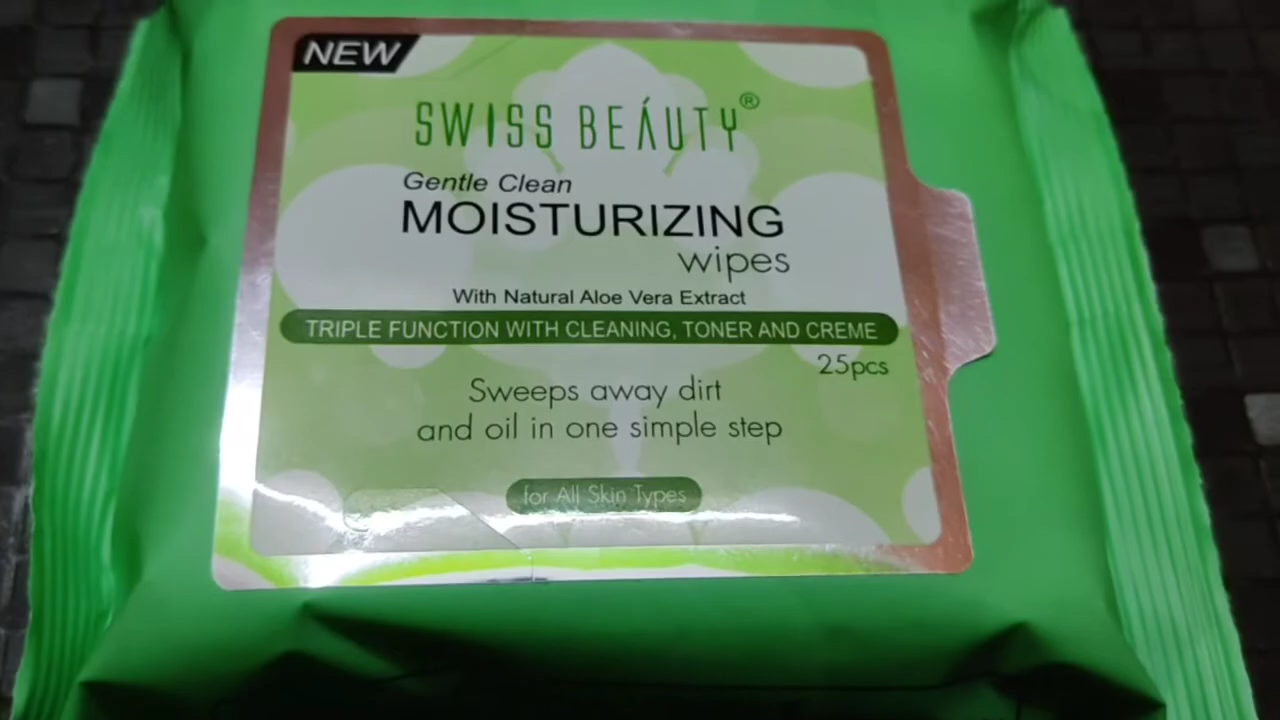 NEW
SWISS BEÁUTY®
Gentle Clean
MOISTURIZING
wipes
With Natural Aloe Vera Extract
TRIPLE FUNCTION WITH CLEANING, TONER AND CREME
25pcs
Sweeps away dirt
and oil in one simple step
for All Skin Types